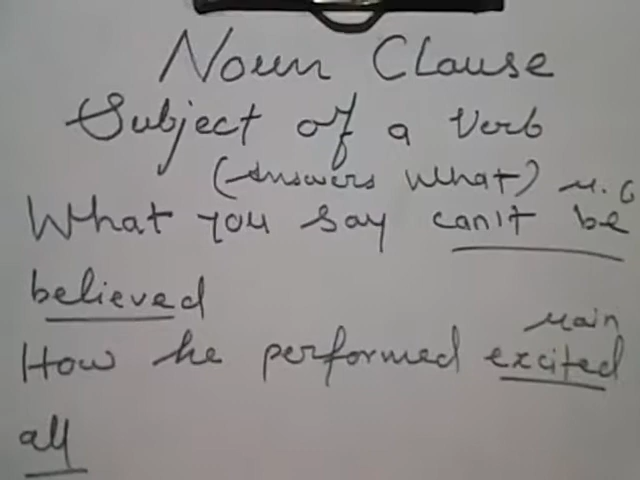 Noun Clause
Subject of a Verb
(Answers What) M.C
What you say can't be
believed
Main
How he performed excited
all